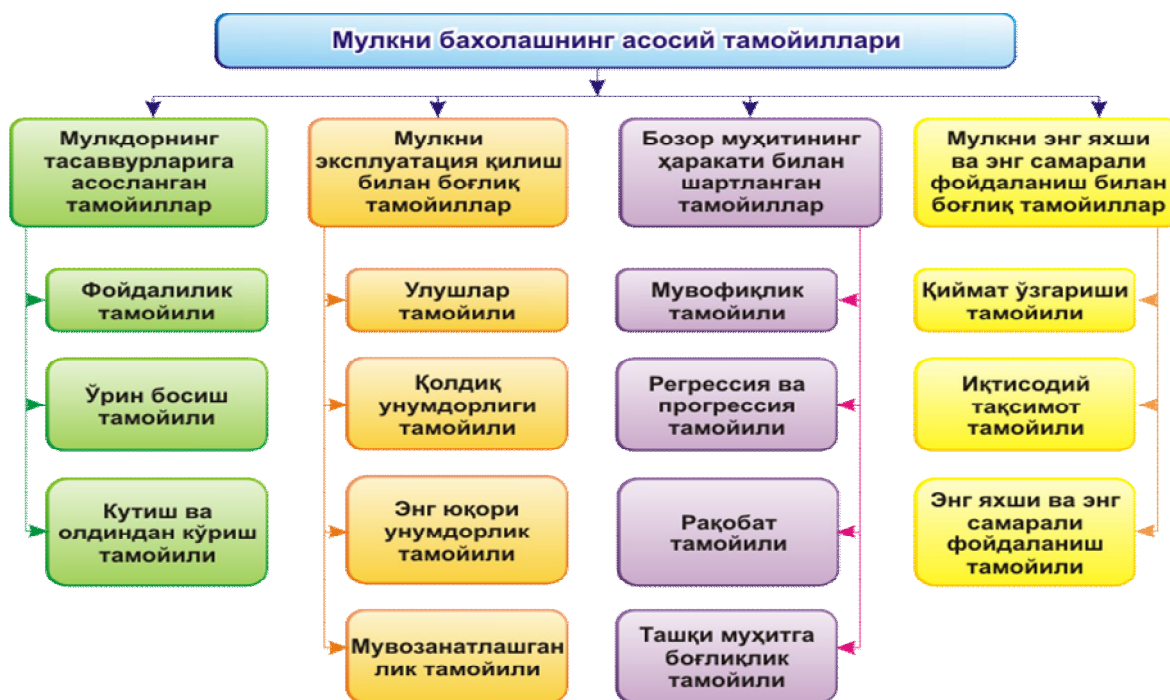 Мулкни бахолашнинг асосий тамойиллари
Мулкдорнинг
тасаввурларига
асосланган
тамойиллар
Фойдалилик
тамойили
Ўрин босиш
тамойили
Кутиш ва
олдиндан кўриш
тамойили
Мулкни
эксплуатация қилиш
билан боғлиқ
тамойиллар
Улушлар
тамойили
Қолдиқ
унумдорлиги
тамойили
Энг юқори
унумдорлик
тамойили
Мувозанатлашган
лик тамойили
Бозор муҳитининг
ҳаракати билан
шартланган
тамойиллар
Мувофиқлик
тамойили
Регрессия ва
прогрессия
тамойили
Рақобат
тамойили
Ташқи муҳитга
боғлиқлик
тамойили
Мулкни энг яхши
ва энг самарали
фойдаланиш билан
боғлиқ тамойиллар
Қиймат ўзгариши
тамойили
Иқтисодий
тақсимот
тамойили
Энг яхши ва энг
самарали
фойдаланиш
тамойили